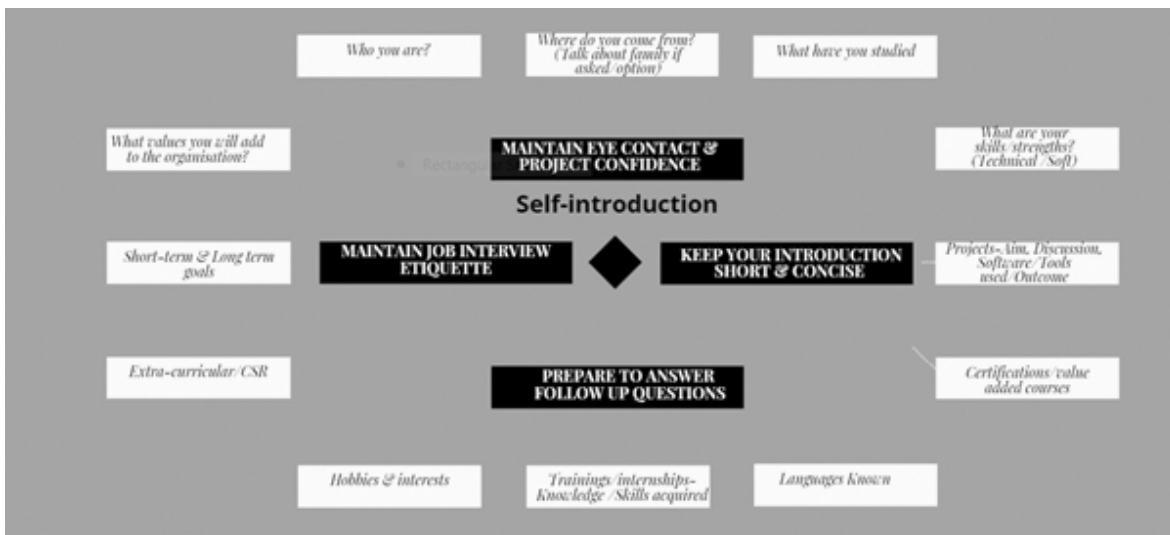 Who you are?
Where do you come from?
(Talk about family if
asked/option)
What have you studied
What values you will add
to the organisation?
MAINTAIN EYE CONTACT &
PROJECT CONFIDENCE
What are your
skills/strengths?
(Technical /Soft)
Rectangular
Self-introduction
Short-term & Long term
goals
MAINTAIN JOB INTERVIEW
ETIQUETTE
KEEP YOUR INTRODUCTION
SHORT & CONCISE
Projects-Aim, Discussion,
Software/Tools
used/Outcome
Extra-curricular/CSR
PREPARE TO ANSWER
FOLLOW UP QUESTIONS
Certifications/value
added courses
Hobbies & interests
Trainings/internships-
Knowledge /Skills acquired
Languages Known